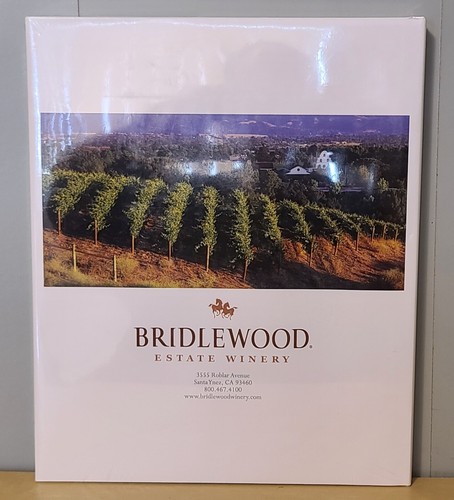 BRIDLEWOOD®
ESTATE WINERY
3555 Roblar Avenue
Santa Ynez, CA 93460
800.467.4100
www.bridlewoodwinery.com